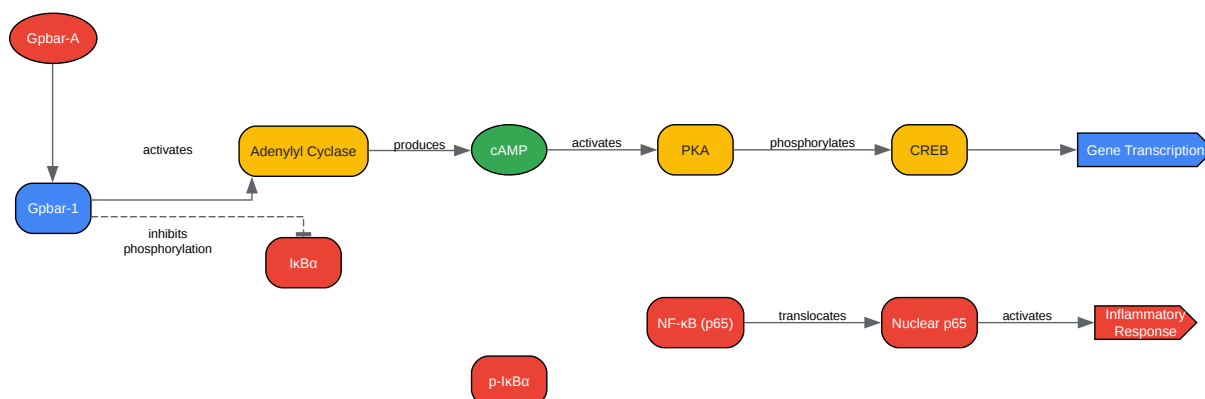 Gpbar-A
activates
Adenylyl Cyclase
produces
cAMP
activates
PKA
phosphorylates
CREB
Gene Transcription
Gpbar-1
inhibits
phosphorylation
IκBα
NF-κB (p65)
translocates
Nuclear p65
activates
Inflammatory
Response
p-IκBα